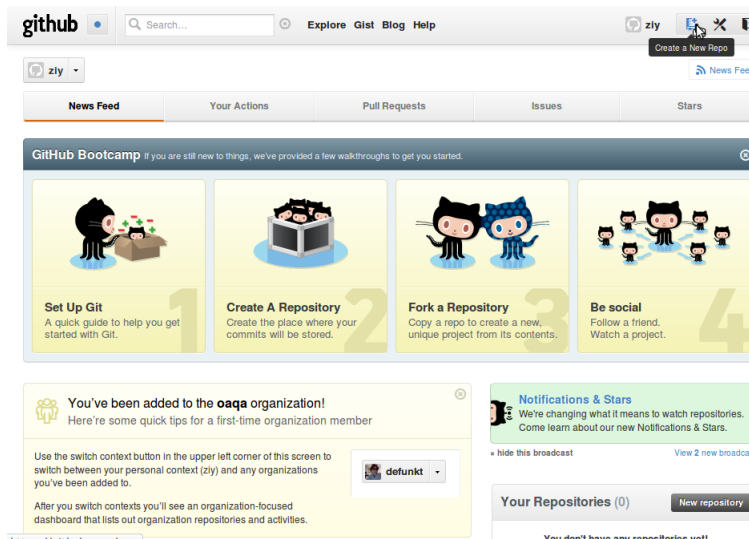 github
Search...
Explore Gist Blog Help
ziy
Create a New Repo
ziy
News Fee
News Feed
Your Actions
Pull Requests
Issues
Stars
GitHub Bootcamp If you are still new to things, we've provided a few walkthroughs to get you started.
1
Set Up Git
A quick guide to help you get
started with Git.
2
Create A Repository
Create the place where your
commits will be stored.
3
Fork a Repository
Copy a repo to create a new,
unique project from its contents.
4
Be social
Follow a friend.
Watch a project.
You've been added to the oaqa organization!
Here're some quick tips for a first-time organization member
Use the switch context button in the upper left corner of this screen to
switch between your personal context (ziy) and any organizations
you've been added to.
defunkt
After you switch contexts you'll see an organization-focused
dashboard that lists out organization repositories and activities.
Notifications & Stars
We're changing what it means to watch repositories.
Come learn about our new Notifications & Stars.
× hide this broadcast
View 2 new broadca
Your Repositories (0)
New repository
You don't have any repositories yet!